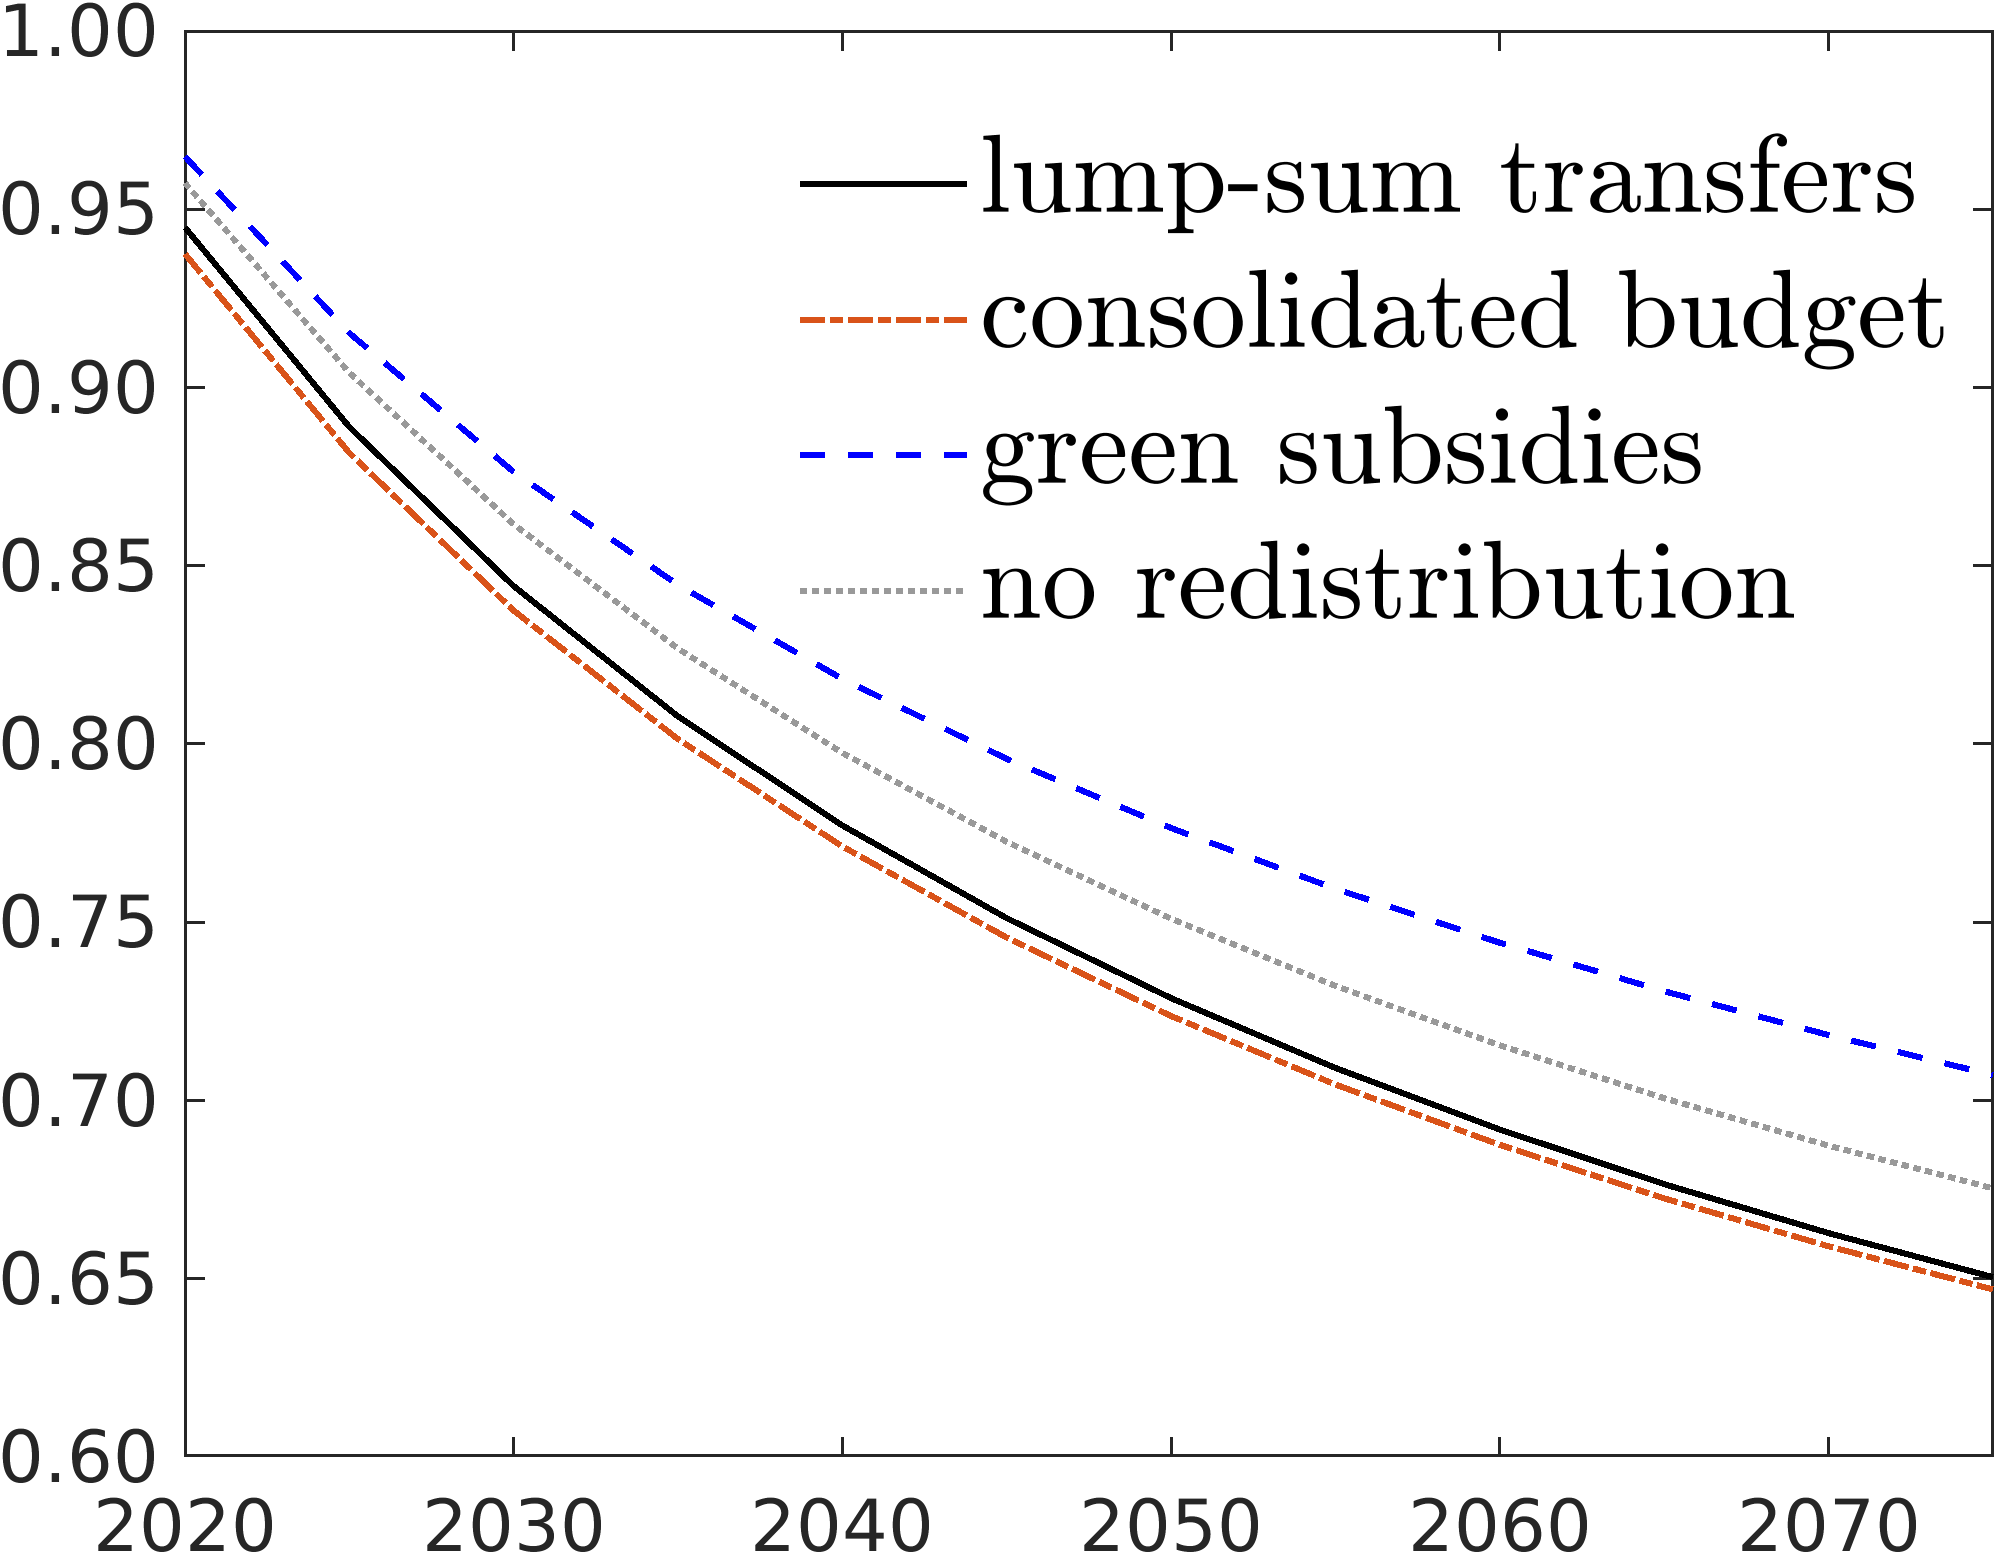 1.00
0.95
0.90
0.85
0.80
0.75
0.70
0.65
0.60
lump-sum transfers
consolidated budget
green subsidies
no redistribution
2020 2030 2040 2050 2060 2070